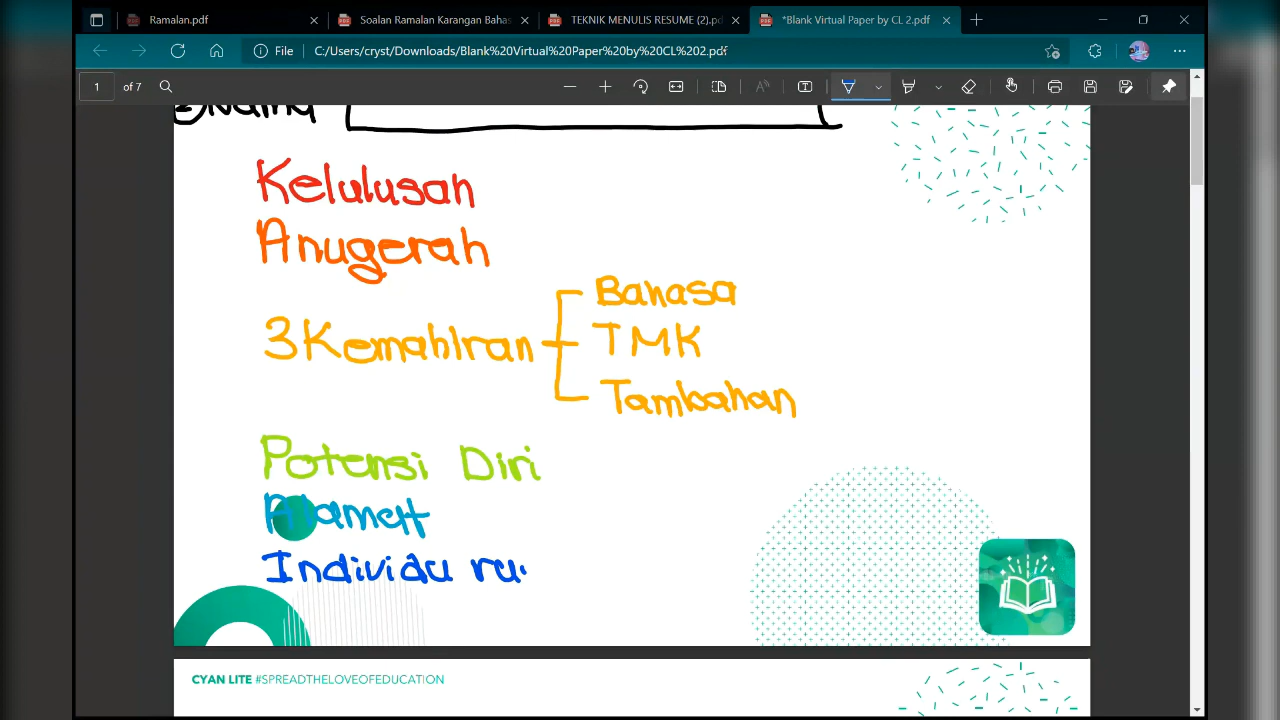 Ramalan.pdf
Soalan Ramalan Karangan Bahas
TEKNIK MENULIS RESUME (2).pd
*Blank Virtual Paper by CL 2.pdf
File C:/Users/cryst/Downloads/Blank%20Virtual%20Paper%20by%20CL%202.pdf
1 of 7
Kelulusan
Anugerah
Bahasa
3 Kemahiran
TMK
Tambahan
Potensi Diri
Alamat
Individu ru
CYAN LITE #SPREADTHELOVEOFEDUCATION